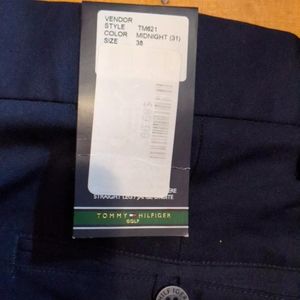 VENDOR
STYLE TM621
COLOR MIDNIGHT (31)
SIZE 38
STRAIGHT LEG /
TOMMY HILFIGER
GOLF